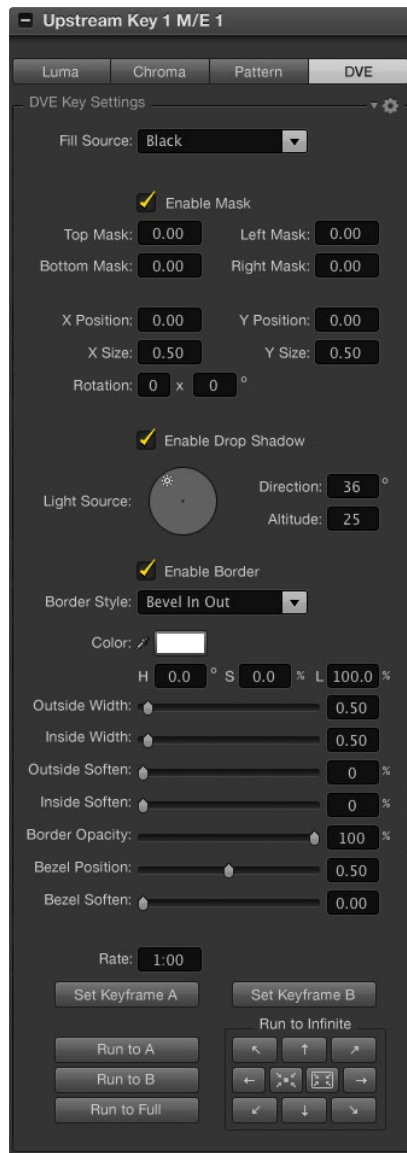 Upstream Key 1 M/E 1
Luma Chroma Pattern DVE
DVE Key Settings
Fill Source: Black
Enable Mask
Top Mask: 0.00 Left Mask: 0.00
Bottom Mask: 0.00 Right Mask: 0.00
X Position: 0.00 Y Position: 0.00
X Size: 0.50 Y Size: 0.50
Rotation: 0 x 0 °
Enable Drop Shadow
Light Source:
Direction: 36 °
Altitude: 25
Enable Border
Border Style: Bevel In Out
Color:
H 0.0 ° S 0.0 % L 100.0 %
Outside Width: 0.50
Inside Width: 0.50
Outside Soften: 0 %
Inside Soften: 0 %
Border Opacity: 100 %
Bezel Position: 0.50
Bezel Soften: 0.00
Rate: 1:00
Set Keyframe A Set Keyframe B
Run to Infinite
Run to A
Run to B
Run to Full